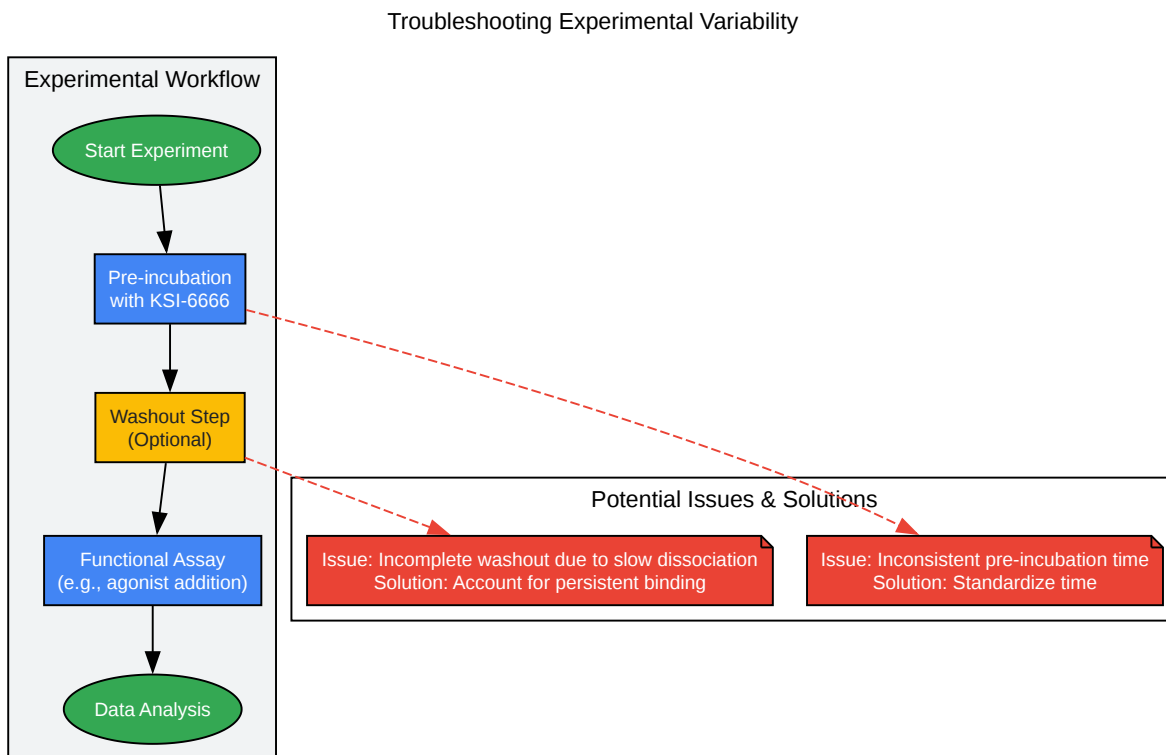 Troubleshooting Experimental Variability
Experimental Workflow
Start Experiment
Pre-incubation
with KSI-6666
Washout Step
(Optional)
Functional Assay
(e.g., agonist addition)
Data Analysis
Potential Issues & Solutions
Issue: Incomplete washout due to slow dissociation
Solution: Account for persistent binding
Issue: Inconsistent pre-incubation time
Solution: Standardize time